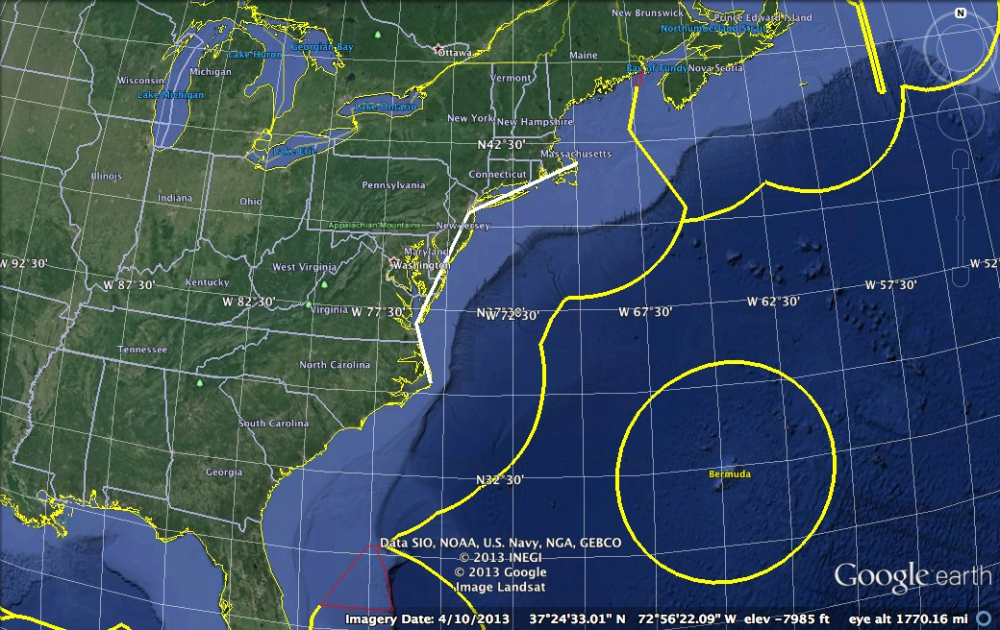 New Brunswick
Prince Edward Island
N
Northumberland Strait
Georgian Bay
Lake Huron
Ottawa
Maine
Michigan
Wisconsin
Vermont
Bay of Fundy
Nova Scotia
Lake Michigan
Lake Ontario
New York
New Hampshire
N42°30'
Lake Erie
Massachusetts
Illinois
Connecticut
Pennsylvania
Indiana
Ohio
Appalachian Mountains
New Jersey
Maryland
W 92°30'
Washington
W 52°
West Virginia
Kentucky
W 87°30'
W 57°30'
W 82°30'
W 62°30'
Virginia
W 77°30'
N37°30'
W 72°30'
W 67°30'
Tennessee
North Carolina
South Carolina
Georgia
Bermuda
N32°30'
Data SIO, NOAA, U.S. Navy, NGA, GEBCO
© 2013 INEGI
© 2013 Google
Image Landsat
Google earth
Imagery Date: 4/10/2013 37°24'33.01" N 72°56'22.09" W elev -7985 ft eye alt 1770.16 mi